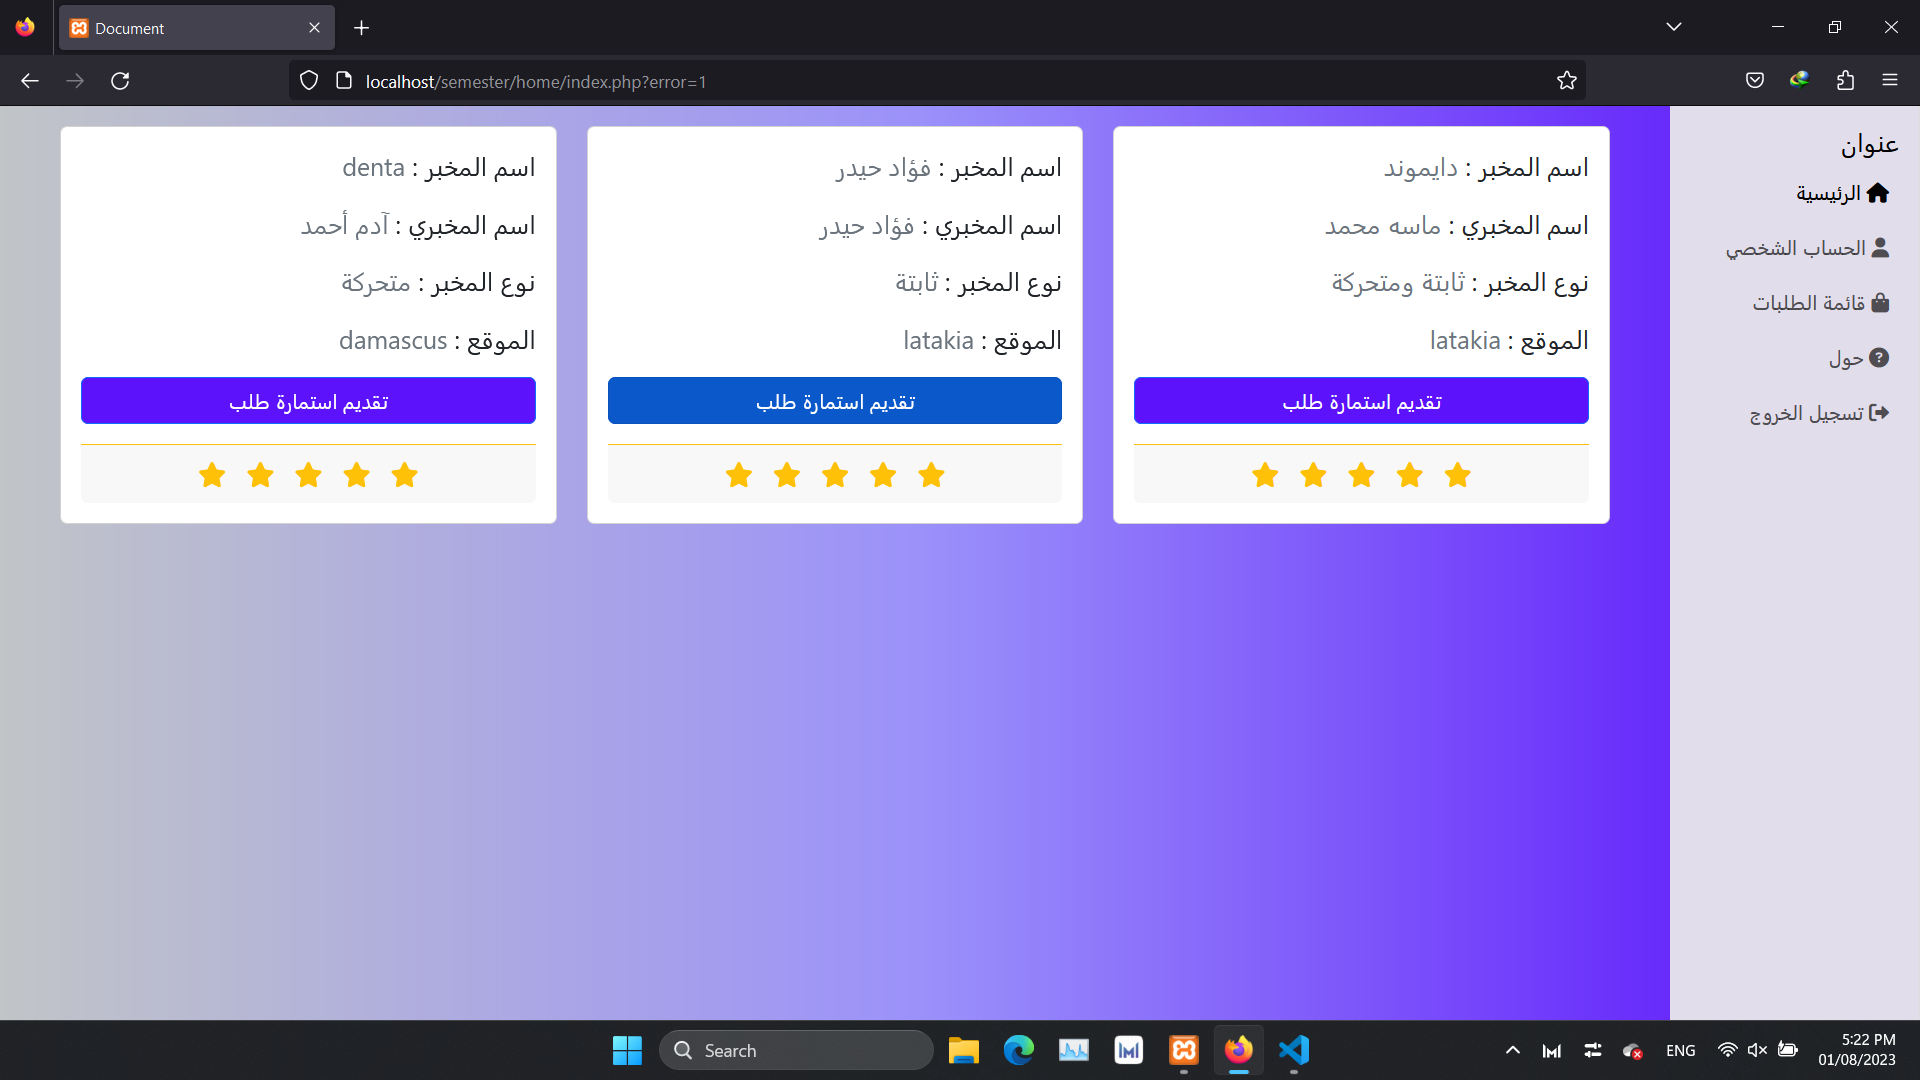 Document
localhost/semester/home/index.php?error=1
عنوان
الرئيسية
الحساب الشخصي
قائمة الطلبات
حول
تسجيل الخروج
اسم المخبر : دايموند
اسم المخبري : ماسه محمد
نوع المخبر : ثابتة ومتحركة
الموقع : latakia
تقديم استمارة طلب
اسم المخبر : فؤاد حيدر
اسم المخبري : فؤاد حيدر
نوع المخبر : ثابتة
الموقع : latakia
تقديم استمارة طلب
اسم المخبر : denta
اسم المخبري : آدم أحمد
نوع المخبر : متحركة
الموقع : damascus
تقديم استمارة طلب
Search
ENG
5:22 PM
01/08/2023